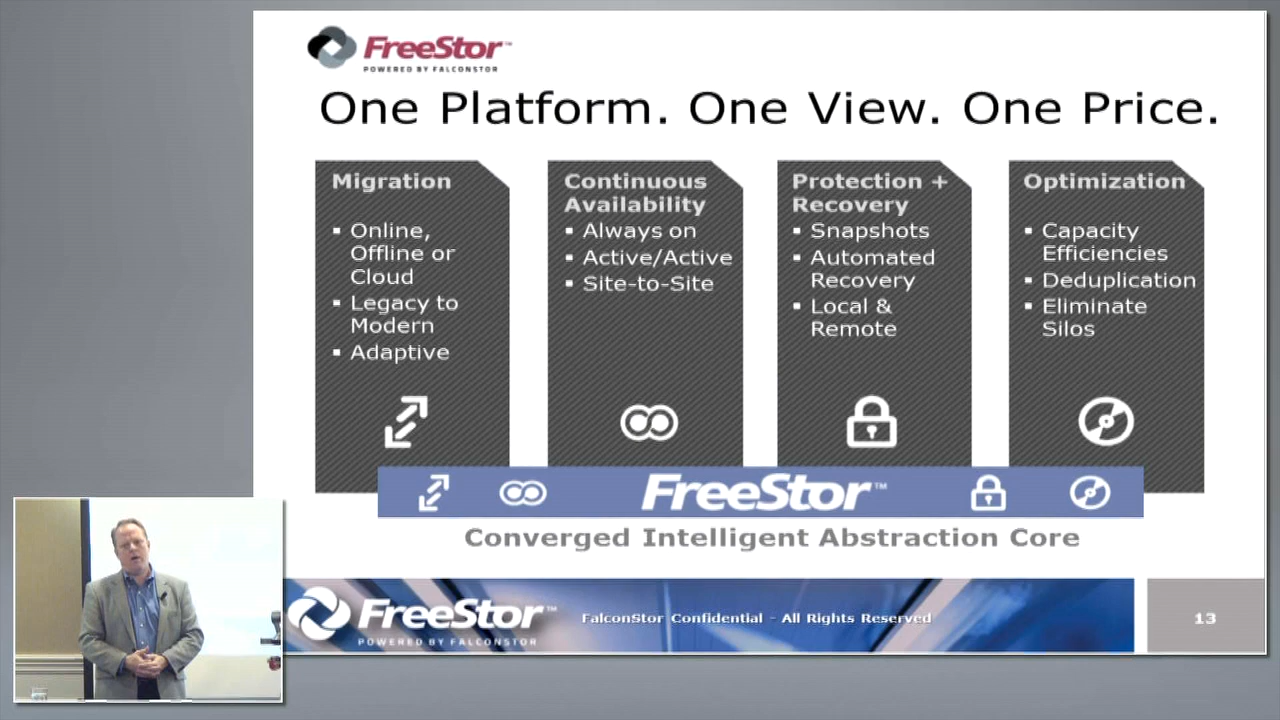 FreeStor™
POWERED BY FALCONSTOR
One Platform. One View. One Price.
Migration
▪ Online,
Offline or
Cloud
▪ Legacy to
Modern
▪ Adaptive
Continuous
Availability
▪ Always on
▪ Active/Active
▪ Site-to-Site
Protection +
Recovery
▪ Snapshots
▪ Automated
Recovery
▪ Local &
Remote
Optimization
▪ Capacity
Efficiencies
▪ Deduplication
▪ Eliminate
Silos
FreeStor™
Converged Intelligent Abstraction Core
FreeStor™
POWERED BY FALCONSTOR
FalconStor Confidential - All Rights Reserved
13